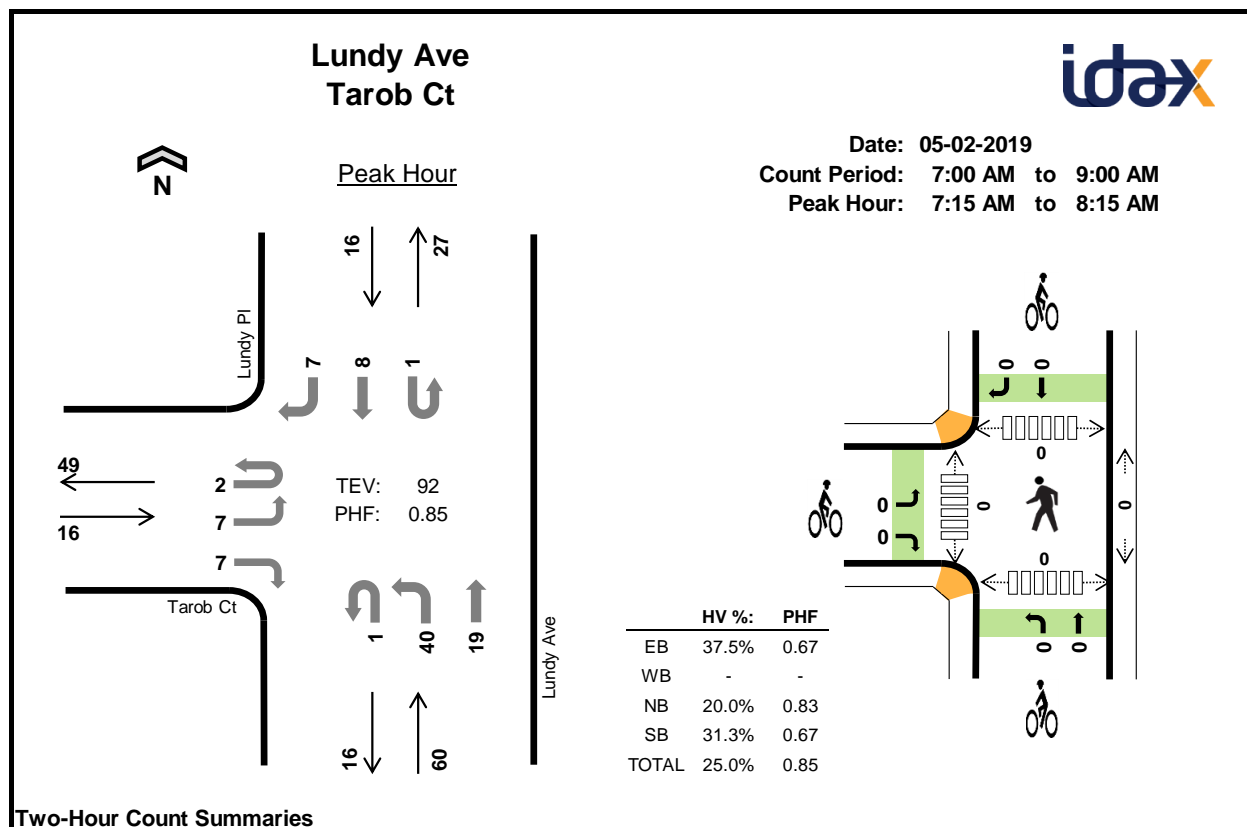 Lundy Ave
Tarob Ct
idax
Date: 05-02-2019
Count Period: 7:00 AM to 9:00 AM
Peak Hour: 7:15 AM to 8:15 AM
N
Peak Hour
16 27
Lundy Pl
7 8 1
49
16
2
7
7
TEV: 92
PHF: 0.85
Tarob Ct
1 40 19
Lundy Ave
16 60
0 0
0
0
0
0
0
0
0
0 0
HV %: PHF
EB 37.5% 0.67
WB - -
NB 20.0% 0.83
SB 31.3% 0.67
TOTAL 25.0% 0.85
Two-Hour Count Summaries